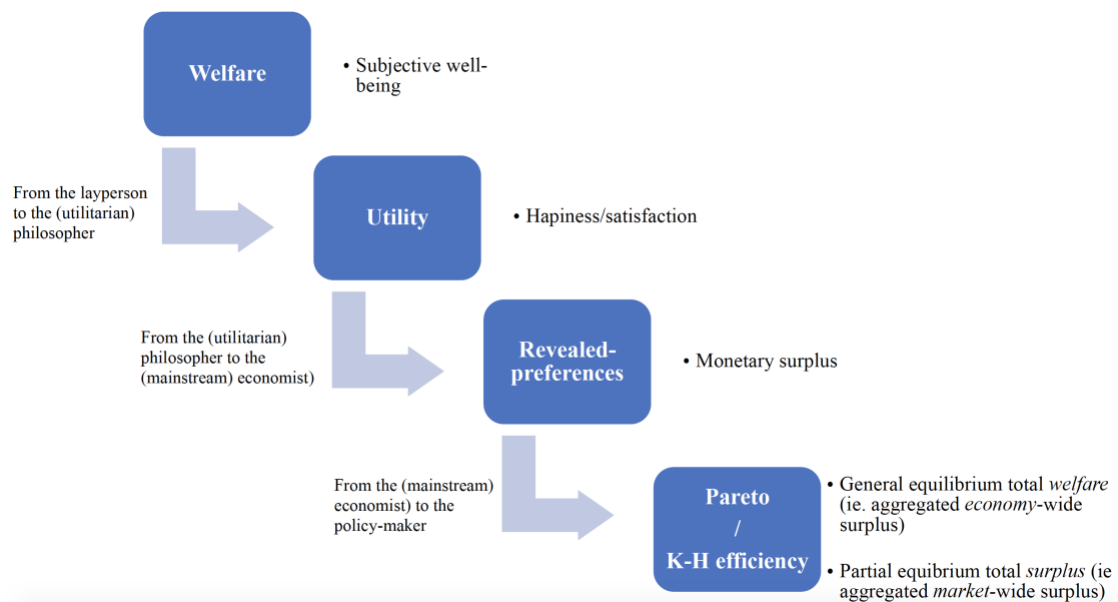 Welfare
• Subjective well-
being
From the layperson
to the (utilitarian)
philosopher
Utility
• Hapiness/satisfaction
From the (utilitarian)
philosopher to the
(mainstream) economist)
Revealed-
preferences
• Monetary surplus
From the (mainstream)
economist) to the
policy-maker
Pareto
/
K-H efficiency
• General equilibrium total welfare
(ie. aggregated economy-wide
surplus)
• Partial equibrium total surplus (ie
aggregated market-wide surplus)